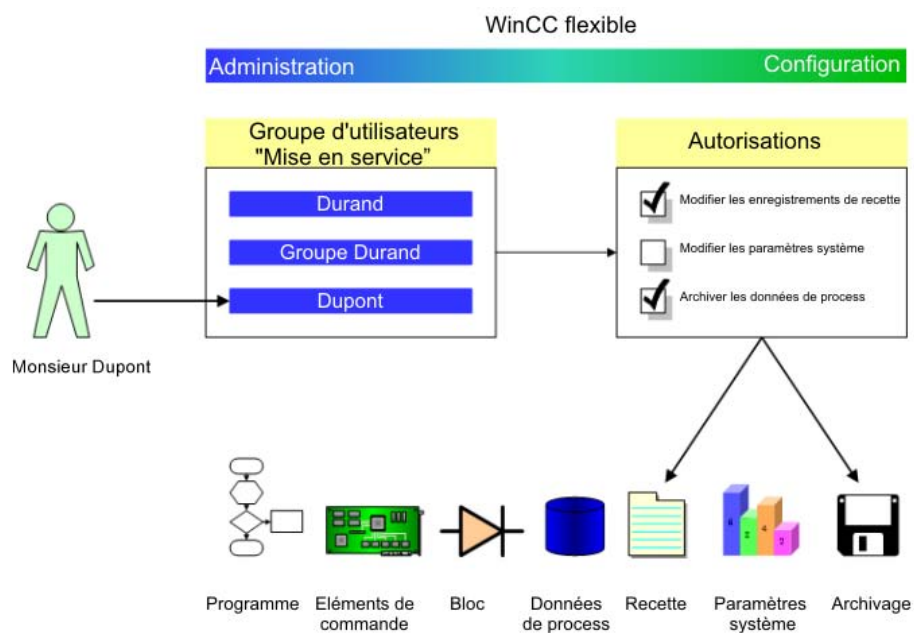 WinCC flexible
Administration
Configuration
Groupe d'utilisateurs
"Mise en service”
Durand
Groupe Durand
Dupont
Autorisations
Modifier les enregistrements de recette
Modifier les paramètres système
Archiver les données de process
Monsieur Dupont
Programme
Eléments de
commande
Bloc
Données
de process
Recette
Paramètres
système
Archivage